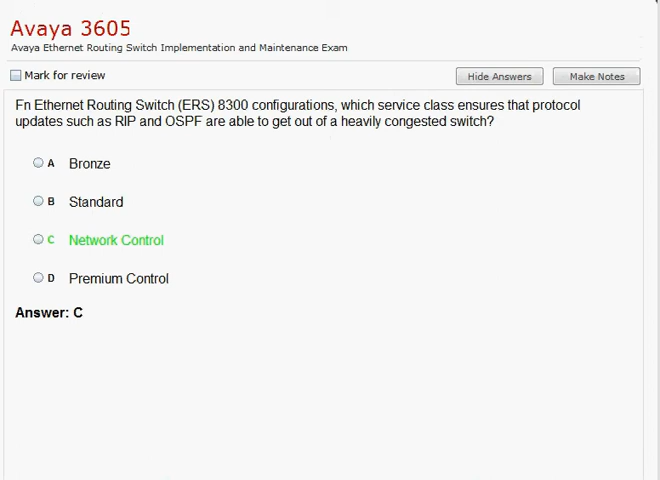 Avaya 3605
Avaya Ethernet Routing Switch Implementation and Maintenance Exam
Mark for review
Hide Answers
Make Notes
Fn Ethernet Routing Switch (ERS) 8300 configurations, which service class ensures that protocol
updates such as RIP and OSPF are able to get out of a heavily congested switch?
A Bronze
B Standard
C Network Control
D Premium Control
Answer: C